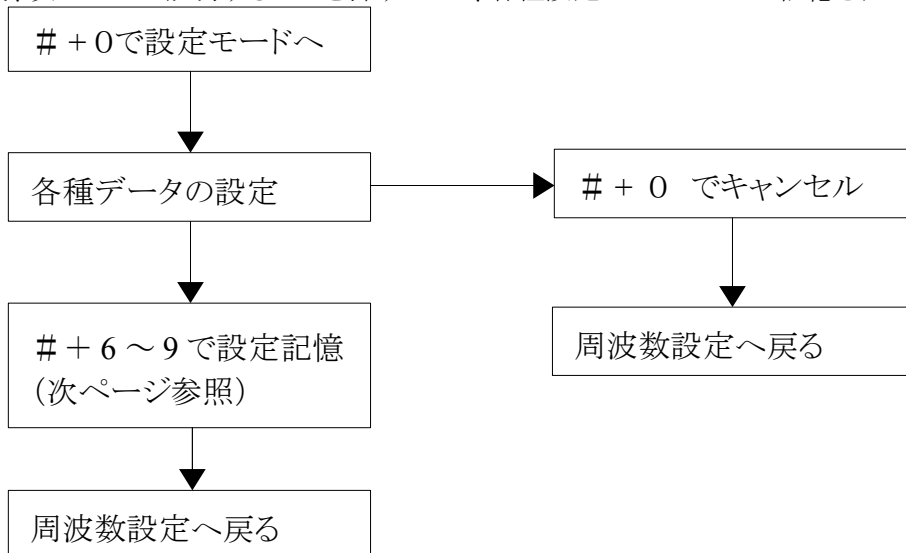 ＃+０で設定モードへ
各種データの設定
＃+０ でキャンセル
＃＋6～9で設定記憶
(次ページ参照)
周波数設定へ戻る
周波数設定へ戻る